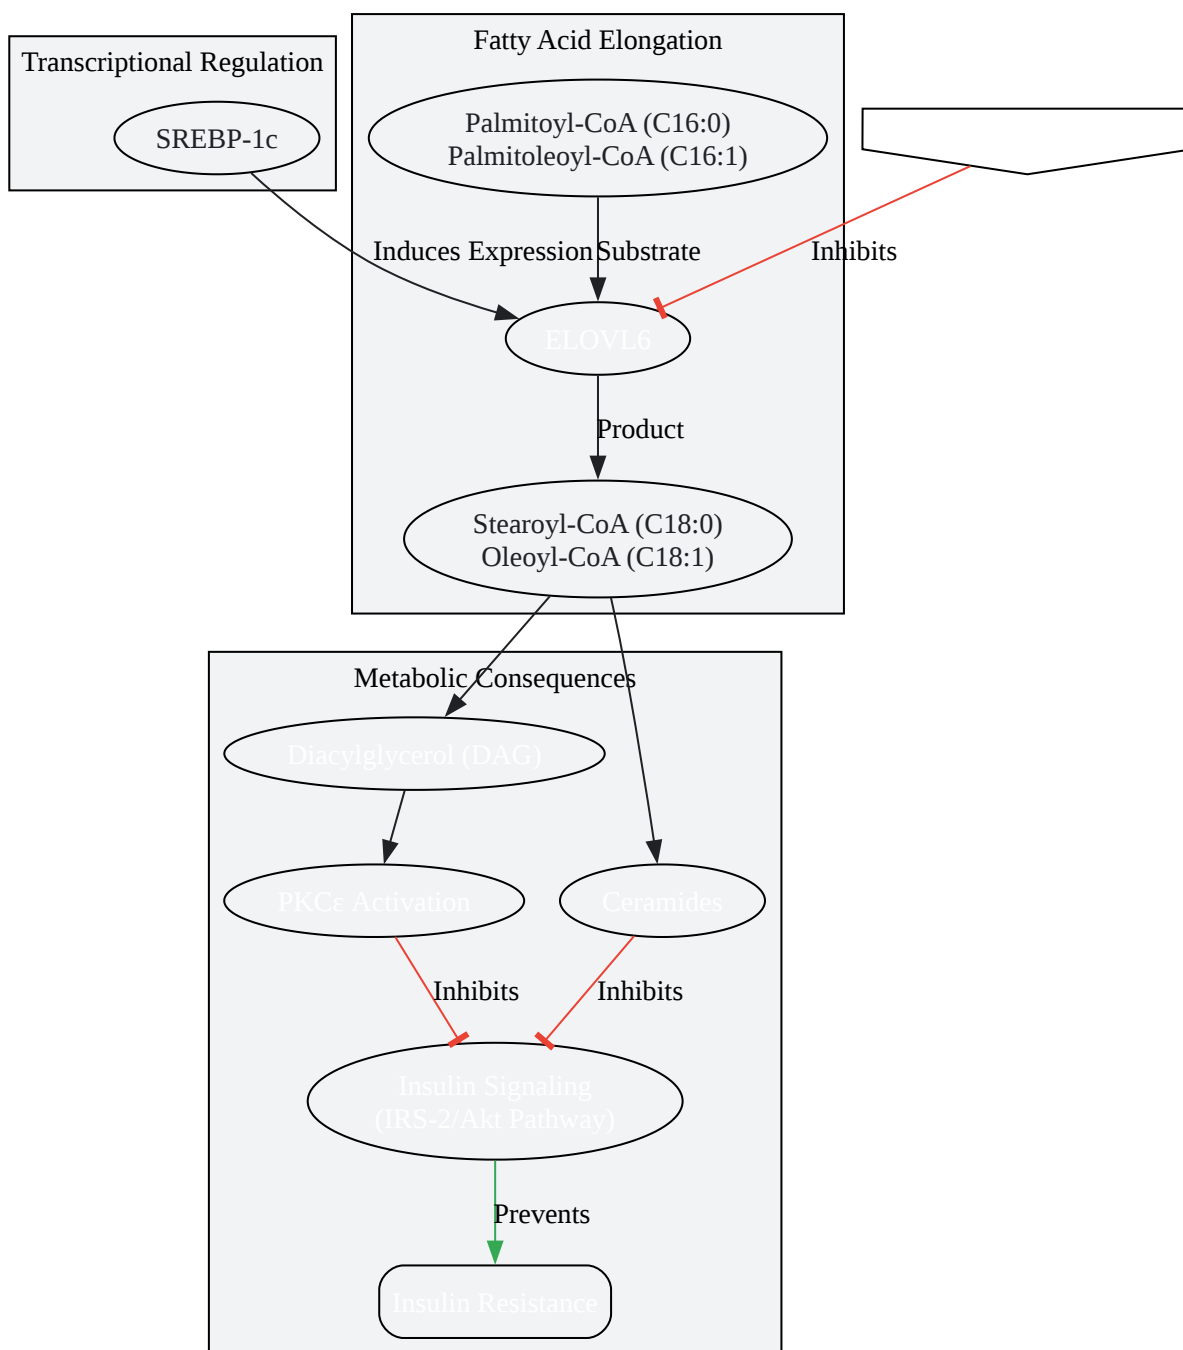 Fatty Acid Elongation
Transcriptional Regulation
Palmitoyl-CoA (C16:0)
Palmitoleoyl-CoA (C16:1)
SREBP-1c
Induces Expression
Substrate
Inhibits
ELOVL6
Product
Stearoyl-CoA (C18:0)
Oleoyl-CoA (C18:1)
Metabolic Consequences
Diacylglycerol (DAG)
PKCε Activation
Ceramides
Inhibits
Inhibits
Insulin Signaling
(IRS-2/Akt Pathway)
Prevents
Insulin Resistance